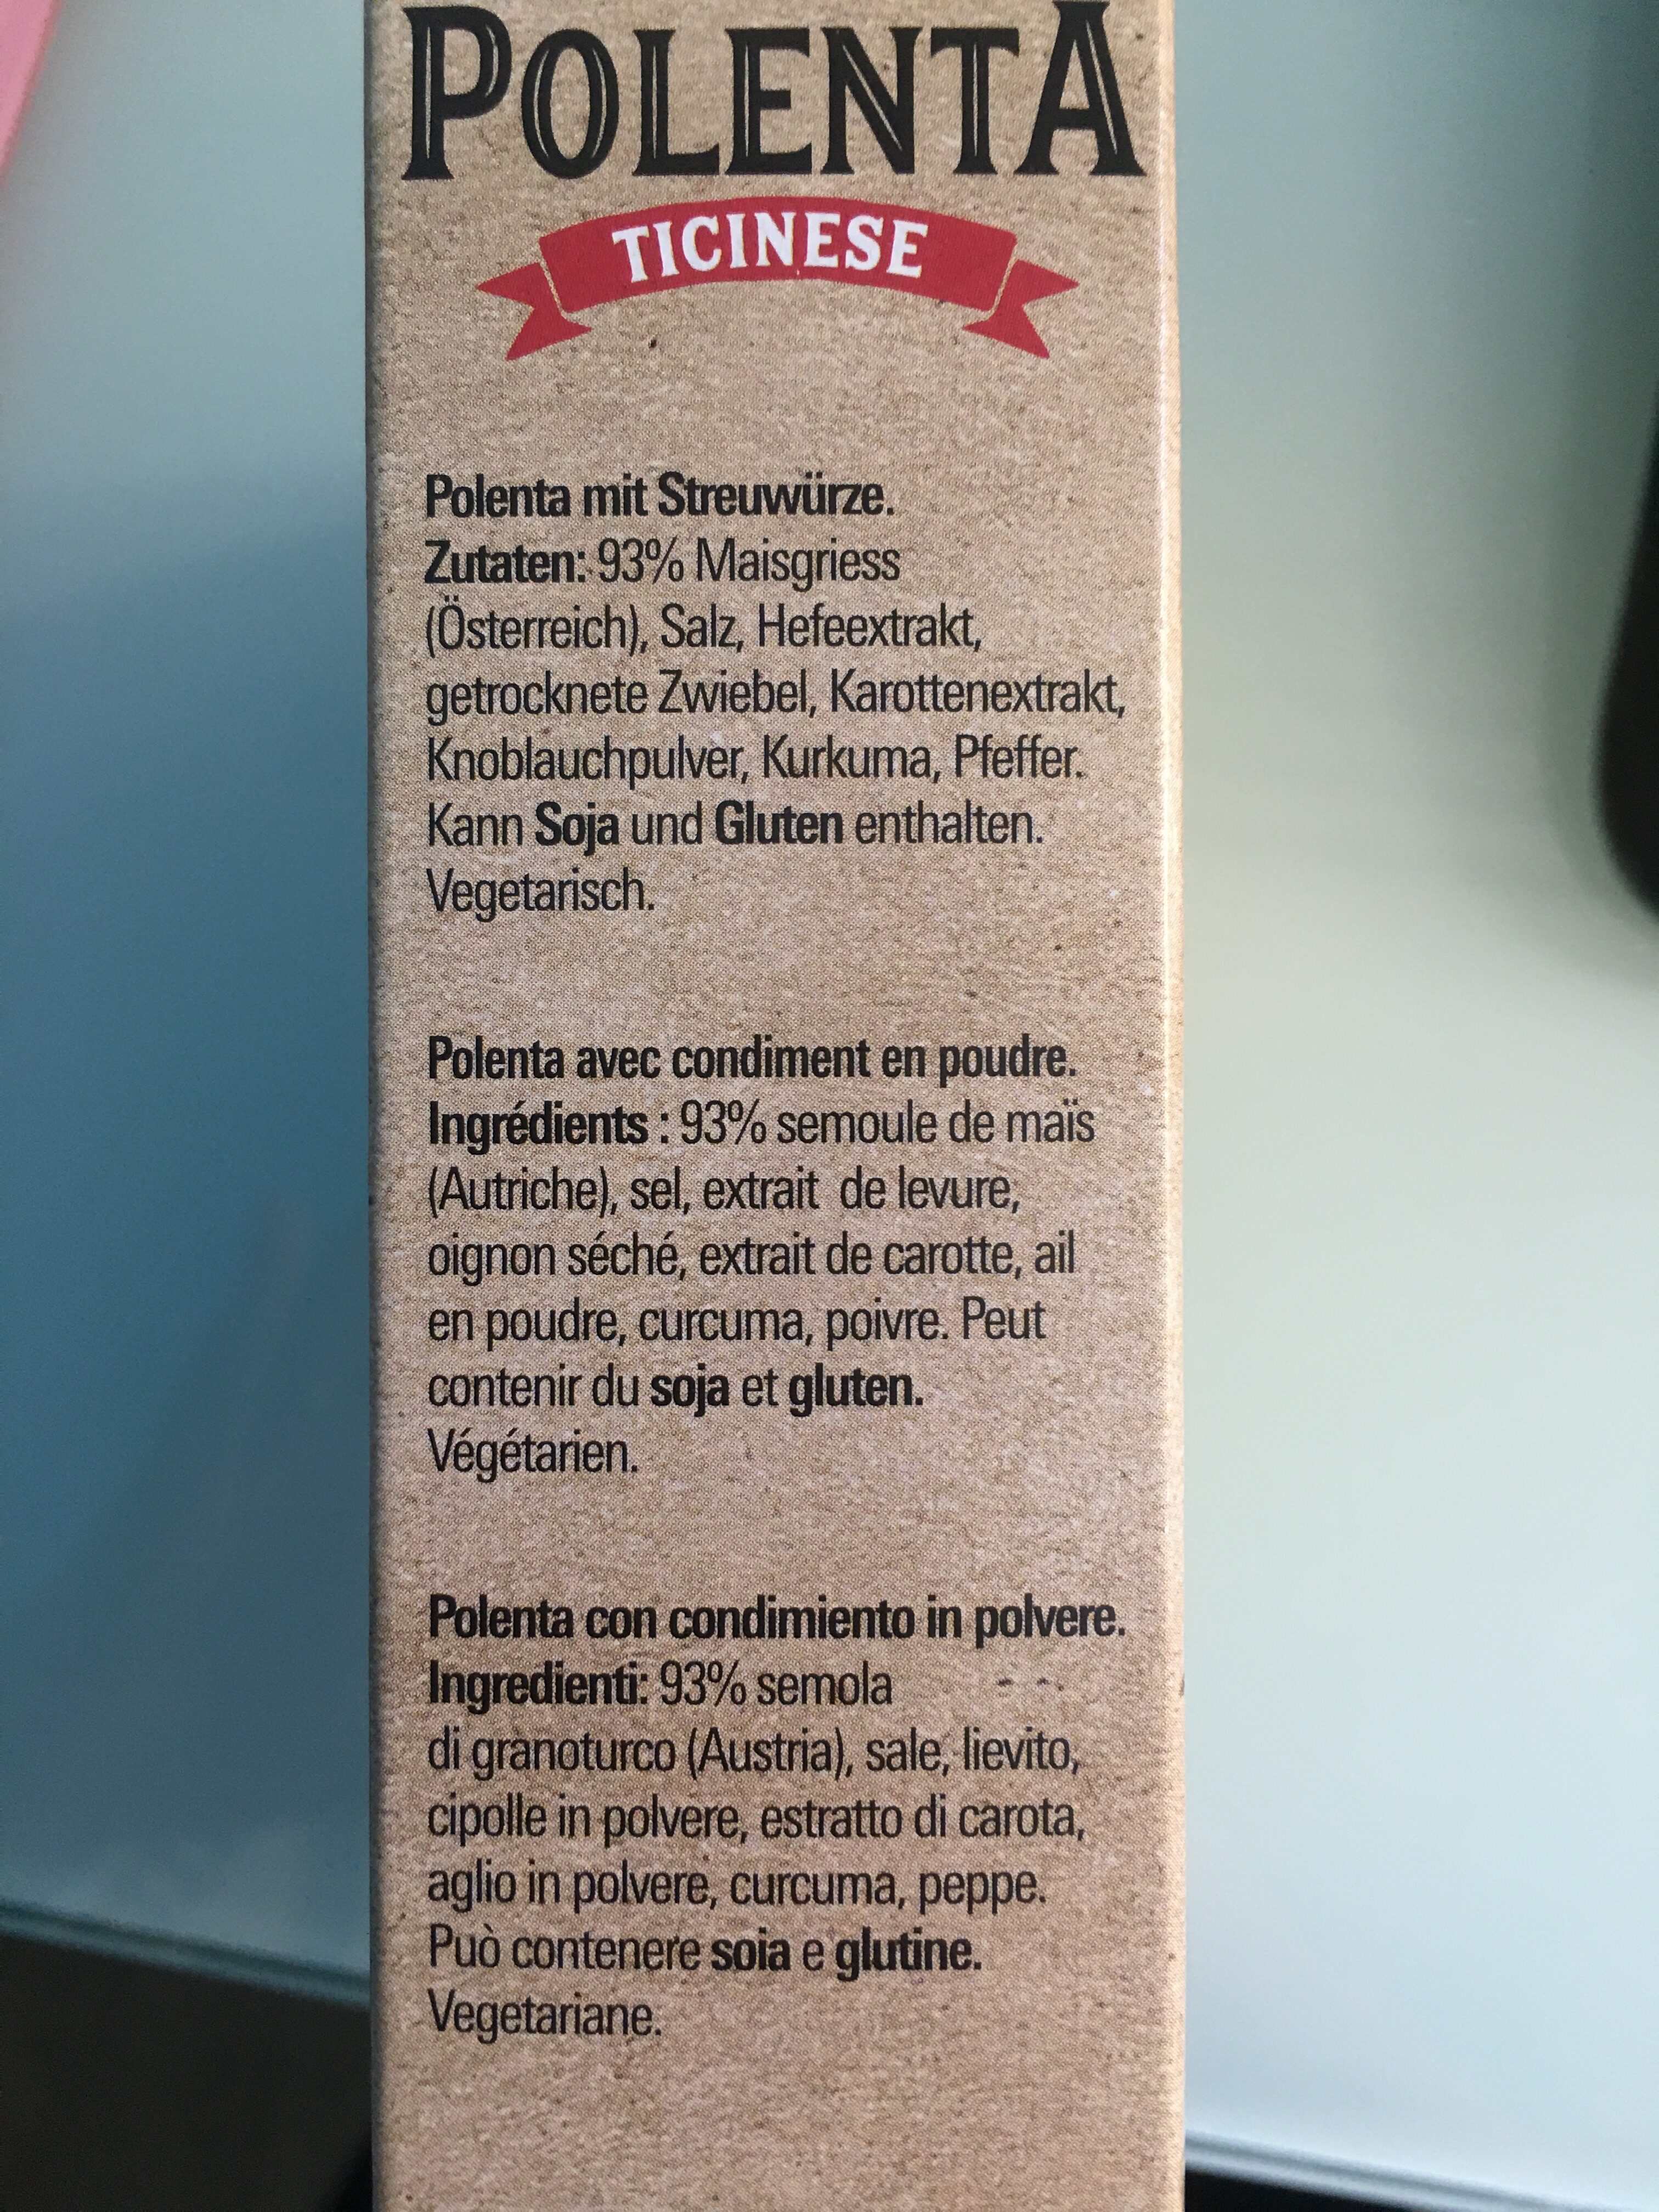 POLENTA
TICINESE
Polenta mit Streuwürze.
Zutaten: 93% Maisgriess
(Österreich), Salz, Hefeextrakt,
getrocknete Zwiebel, Karottenextrakt,
Knoblauchpulver, Kurkuma, Pfeffer.
Kann Soja und Gluten enthalten.
Vegetarisch.
Polenta avec condiment en poudre.
Ingrédients : 93% semoule de maïs
(Autriche), sel, extrait de levure,
oignon séché, extrait de carotte, ail
en poudre, curcuma, poivre. Peut
contenir du soja et gluten.
Végétarien.
Polenta con condimiento in polvere.
Ingredienti: 93% semola
di granoturco (Austria), sale, lievito,
cipolle in polvere, estratto di carota,
aglio in polvere, curcuma, peppe.
Può contenere soia e glutine.
Vegetariane.